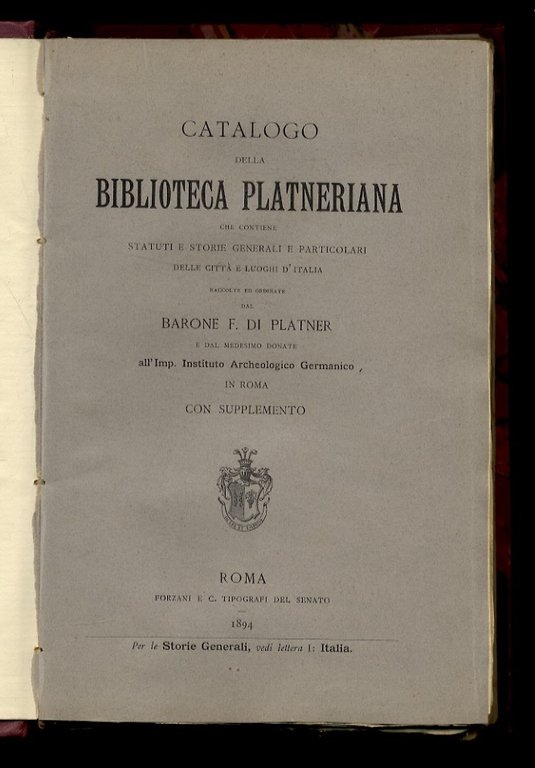 CATALOGO
DELLA
BIBLIOTECA PLATNERIANA
CHE CONTIENE
STATUTI E STORIE GENERALI E PARTICOLARI
DELLE CITTÀ E LUOGHI D'ITALIA
RACCOLTE ED ORDINATE
DAL
BARONE F. DI PLATNER
E DAL MEDESIMO DONATE
all'Imp. Instituto Archeologico Germanico,
IN ROMA
CON SUPPLEMENTO
ROMA
FORZANI E C. TIPOGRAFI DEL SENATO
1894
Per le Storie Generali, vedi lettera I: Italia.